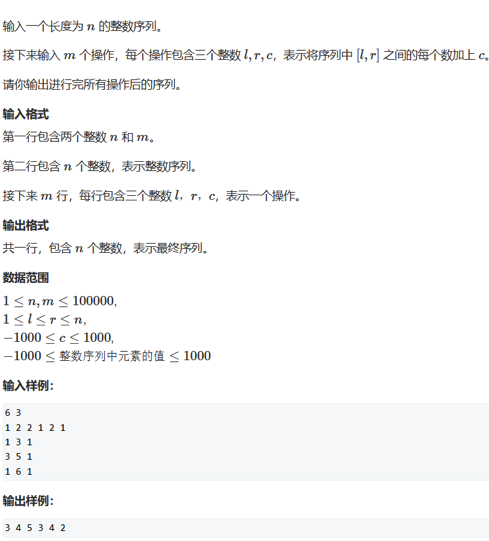 输入一个长度为 n 的整数序列。
接下来输入 m 个操作，每个操作包含三个整数 l, r, c，表示将序列中 [l, r] 之间的每个数加上 c。
请你输出进行完所有操作后的序列。
输入格式
第一行包含两个整数 n 和 m。
第二行包含 n 个整数，表示整数序列。
接下来 m 行，每行包含三个整数 l，r，c，表示一个操作。
输出格式
共一行，包含 n 个整数，表示最终序列。
数据范围
1 ≤ n, m ≤ 100000,
1 ≤ l ≤ r ≤ n,
−1000 ≤ c ≤ 1000,
−1000 ≤ 整数序列中元素的值 ≤ 1000
输入样例：
6 3
1 2 2 1 2 1
1 3 1
3 5 1
1 6 1
输出样例：
3 4 5 3 4 2